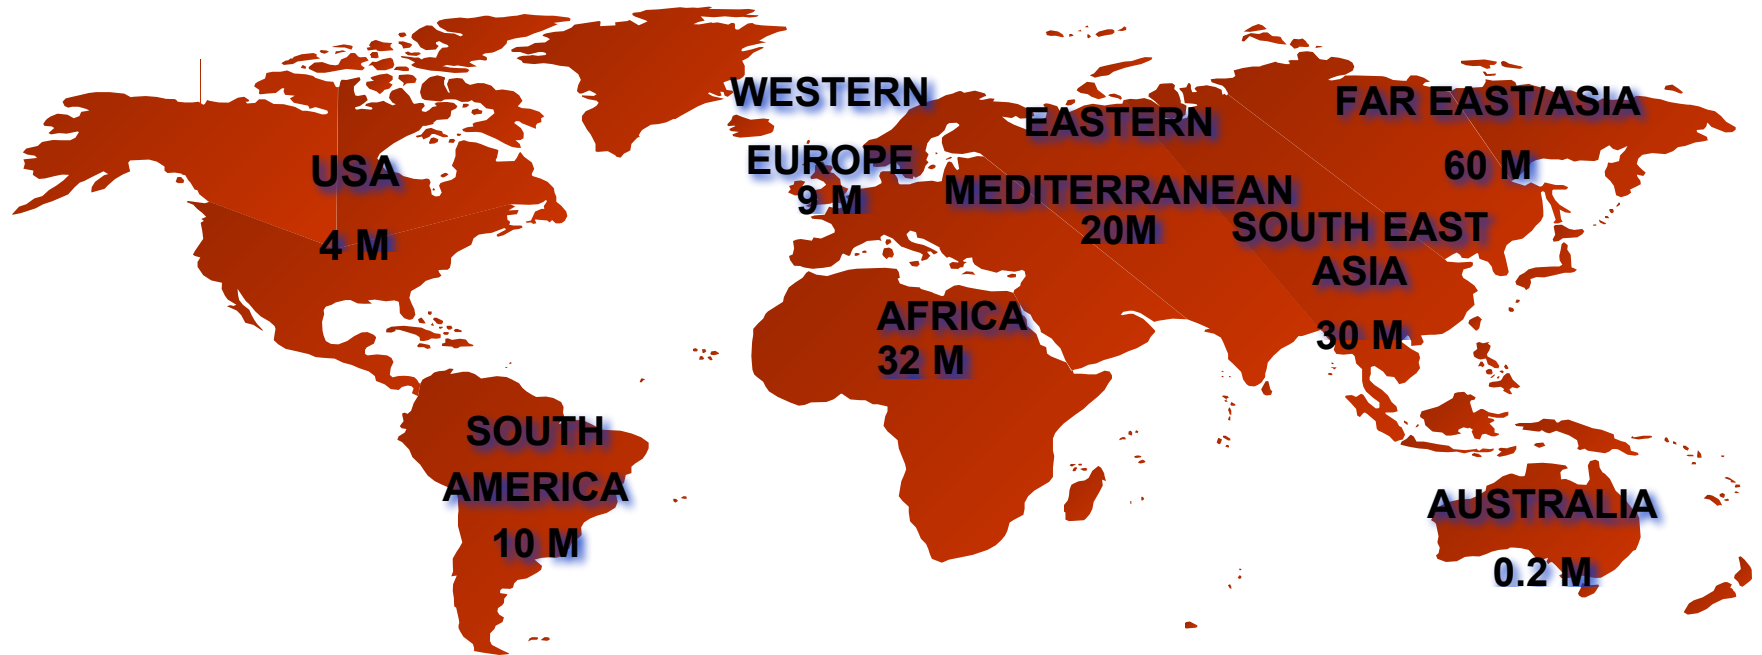 USA
4 M
WESTERN
EUROPE
9 M
EASTERN
MEDITERRANEAN
20M
FAR EAST/ASIA
60 M
SOUTH EAST
ASIA
30 M
AFRICA
32 M
SOUTH
AMERICA
10 M
AUSTRALIA
0.2 M